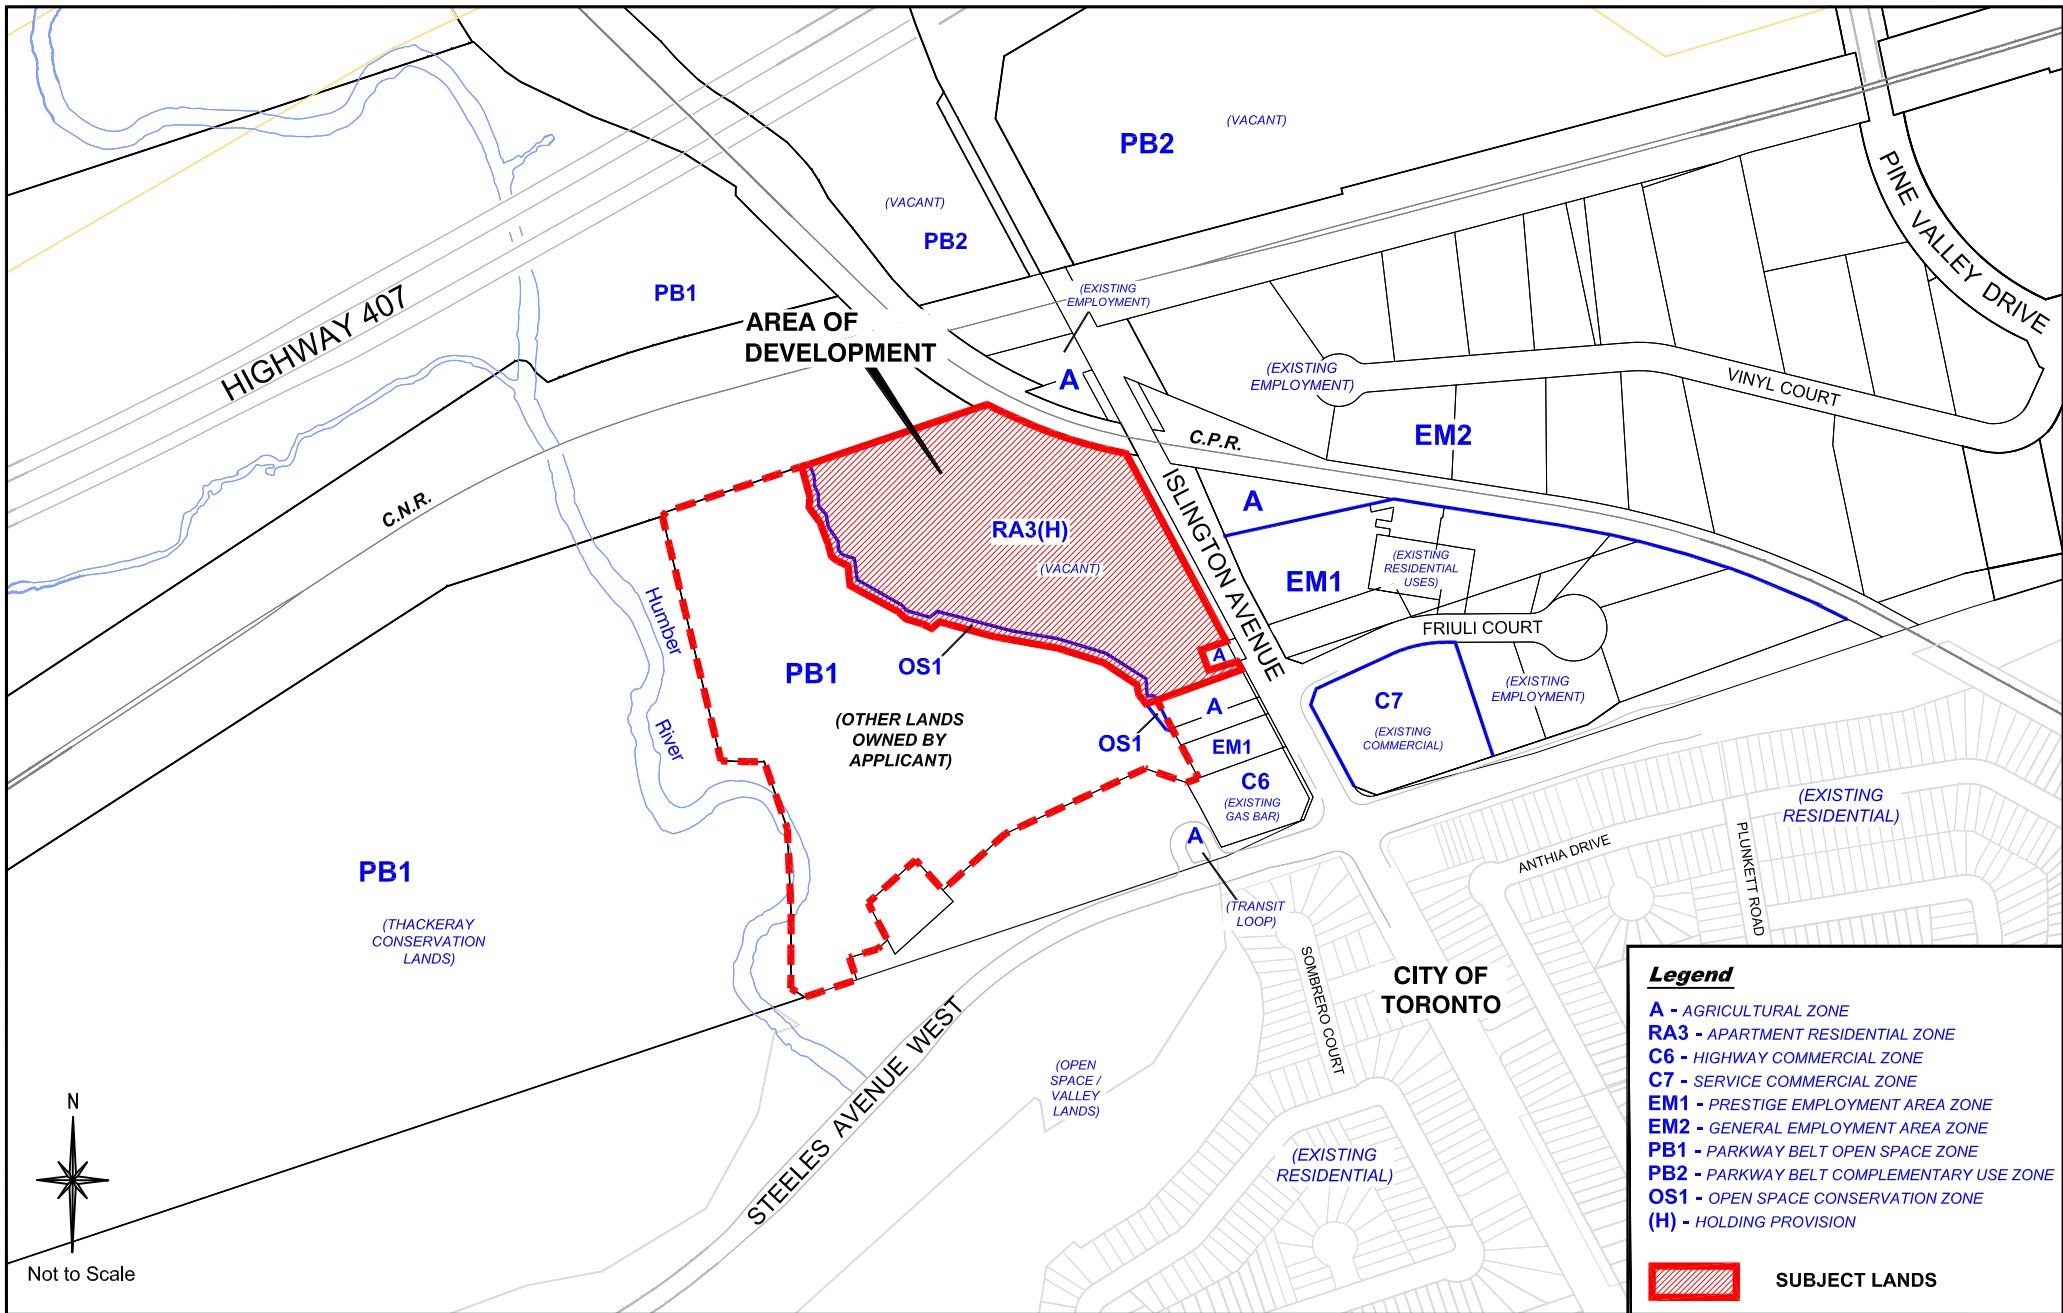 (VACANT)
PB2
PINE VALLEY DRIVE
(VACANT)
PB2
HIGHWAY 407
PB1
(EXISTING
EMPLOYMENT)
AREA OF
DEVELOPMENT
A
(EXISTING
EMPLOYMENT)
VINYL COURT
C.P.R.
EM2
C.N.R.
ISLINGTON AVENUE
A
RA3(H)
(VACANT)
EM1
(EXISTING
RESIDENTIAL
USES)
Humber
River
FRIULI COURT
OS1
PB1
A
(OTHER LANDS
OWNED BY
APPLICANT)
A
OS1
EM1
C7
(EXISTING
COMMERCIAL)
(EXISTING
EMPLOYMENT)
C6
(EXISTING
GAS BAR)
A
(TRANSIT
LOOP)
(EXISTING
RESIDENTIAL)
ANTHIA DRIVE
PLUNKETT ROAD
PB1
(THACKERAY
CONSERVATION
LANDS)
SOMBRERO COURT
CITY OF
TORONTO
STEELES AVENUE WEST
(OPEN
SPACE /
VALLEY
LANDS)
(EXISTING
RESIDENTIAL)
N
Not to Scale
Legend
A - AGRICULTURAL ZONE
RA3 - APARTMENT RESIDENTIAL ZONE
C6 - HIGHWAY COMMERCIAL ZONE
C7 - SERVICE COMMERCIAL ZONE
EM1 - PRESTIGE EMPLOYMENT AREA ZONE
EM2 - GENERAL EMPLOYMENT AREA ZONE
PB1 - PARKWAY BELT OPEN SPACE ZONE
PB2 - PARKWAY BELT COMPLEMENTARY USE ZONE
OS1 - OPEN SPACE CONSERVATION ZONE
(H) - HOLDING PROVISION
SUBJECT LANDS